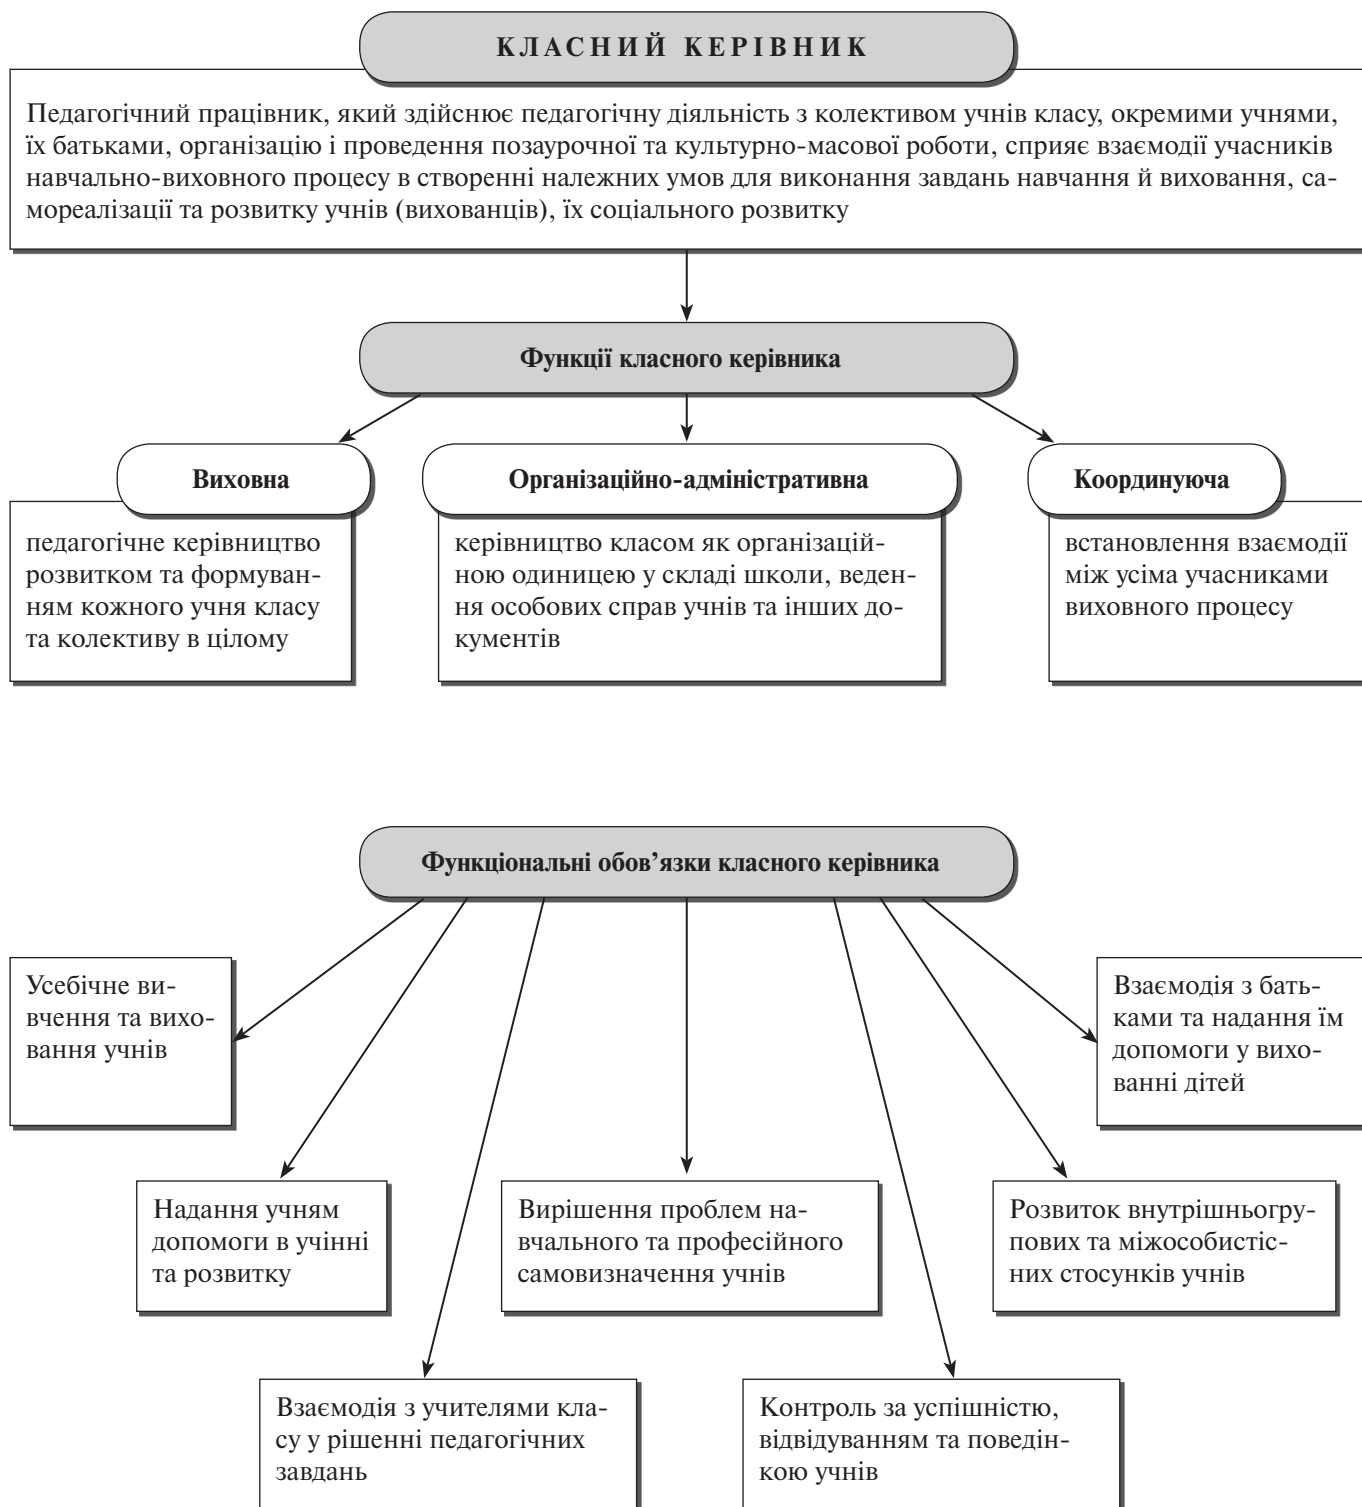 КЛАСНИЙ КЕРІВНИК
Педагогічний працівник, який здійснює педагогічну діяльність з колективом учнів класу, окремими учнями,
їх батьками, організацію і проведення позаурочної та культурно-масової роботи, сприяє взаємодії учасників
навчально-виховного процесу в створенні належних умов для виконання завдань навчання й виховання, са-
мореалізації та розвитку учнів (вихованців), їх соціального розвитку
Функції класного керівника
Виховна
педагогічне керівництво
розвитком та формуван-
ням кожного учня класу
та колективу в цілому
Організаційно-адміністративна
керівництво класом як організацій-
ною одиницею у складі школи, веден-
ня особових справ учнів та інших до-
кументів
Координуюча
встановлення взаємодії
між усіма учасниками
виховного процесу
Функціональні обов’язки класного керівника
Усебічне ви-
вчення та вихо-
вання учнів
Взаємодія з бать-
ками та надання їм
допомоги у вихо-
ванні дітей
Надання учням
допомоги в учінні
та розвитку
Вирішення проблем на-
вчального та професійного
самовизначення учнів
Розвиток внутрішньогру-
пових та міжособистіс-
них стосунків учнів
Взаємодія з учителями кла-
су у рішенні педагогічних
завдань
Контроль за успішністю,
відвідуванням та поведін-
кою учнів